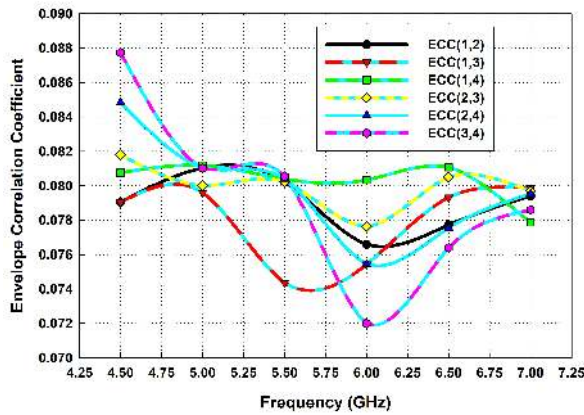 Envelope Correlation Coefficient
0.090
0.088
0.086
0.084
0.082
0.080
0.078
0.076
0.074
0.072
0.070
ECC(1,2)
ECC(1,3)
ECC(1,4)
ECC(2,3)
ECC(2,4)
ECC(3,4)
4.25 4.50 4.75 5.00 5.25 5.50 5.75 6.00 6.25 6.50 6.75 7.00 7.25
Frequency (GHz)